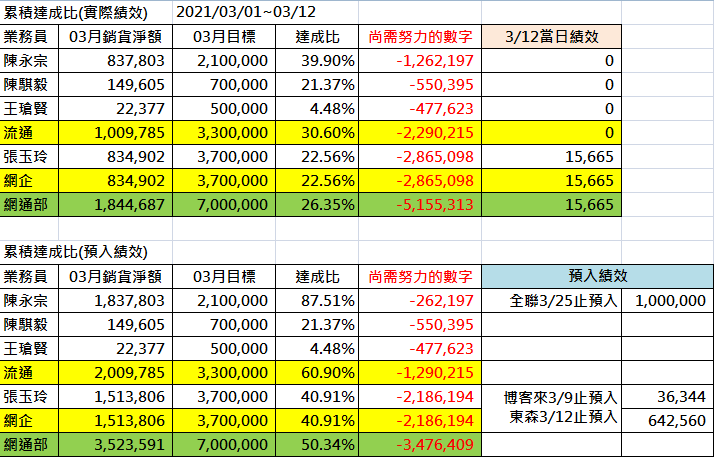 累積達成比(實際績效) 2021/03/01~03/12
業務員 03月銷貨淨額 03月目標 達成比 尚需努力的數字 3/12當日績效
陳永宗 837,803 2,100,000 39.90% -1,262,197 0
陳騏毅 149,605 700,000 21.37% -550,395 0
王瑲賢 22,377 500,000 4.48% -477,623 0
流通 1,009,785 3,300,000 30.60% -2,290,215 0
張玉玲 834,902 3,700,000 22.56% -2,865,098 15,665
網企 834,902 3,700,000 22.56% -2,865,098 15,665
網通部 1,844,687 7,000,000 26.35% -5,155,313 15,665
累積達成比(預入績效)
業務員 03月銷貨淨額 03月目標 達成比 尚需努力的數字 預入績效
陳永宗 1,837,803 2,100,000 87.51% -262,197 全聯3/25止預入 1,000,000
陳騏毅 149,605 700,000 21.37% -550,395
王瑲賢 22,377 500,000 4.48% -477,623
流通 2,009,785 3,300,000 60.90% -1,290,215
張玉玲 1,513,806 3,700,000 40.91% -2,186,194 博客來3/9止預入 36,344
網企 1,513,806 3,700,000 40.91% -2,186,194 東森3/12止預入 642,560
網通部 3,523,591 7,000,000 50.34% -3,476,409